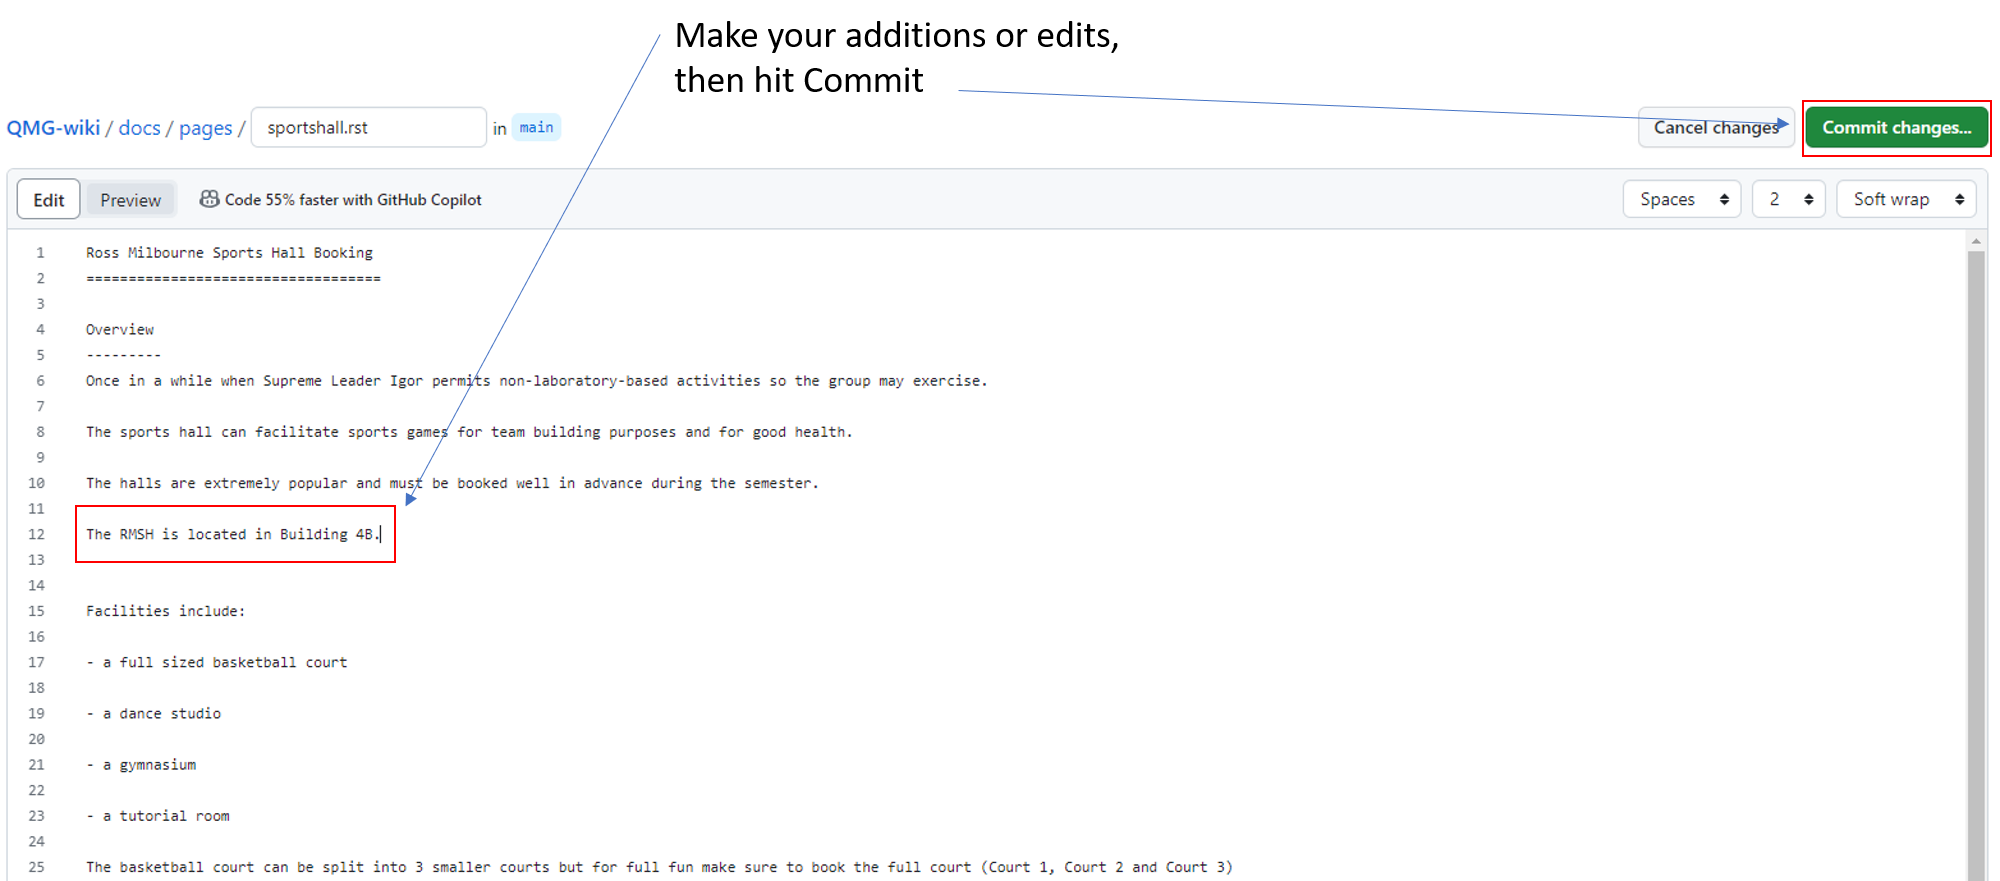 Make your additions or edits,
then hit Commit
QMG-wiki / docs / pages / sportshall.rst in main
Cancel changes
Commit changes...
Edit
Preview
Code 55% faster with GitHub Copilot
Spaces
2
Soft wrap
1 Ross Milbourne Sports Hall Booking
2 ===================================
3
4 Overview
5 ---------
6 Once in a while when Supreme Leader Igor permits non-laboratory-based activities so the group may exercise.
7
8 The sports hall can facilitate sports games for team building purposes and for good health.
9
10 The halls are extremely popular and must be booked well in advance during the semester.
11
12 The RMSH is located in Building 4B.
13
14
15 Facilities include:
16
17 - a full sized basketball court
18
19 - a dance studio
20
21 - a gymnasium
22
23 - a tutorial room
24
25 The basketball court can be split into 3 smaller courts but for full fun make sure to book the full court (Court 1, Court 2 and Court 3)